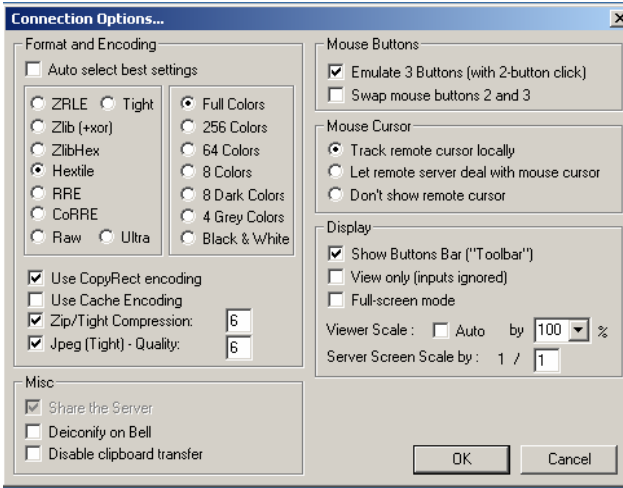 Connection Options...
Format and Encoding
Auto select best settings
ZRLE Tight
Zlib (+xor)
ZlibHex
Hextile
RRE
CoRRE
Raw Ultra
Full Colors
256 Colors
64 Colors
8 Colors
8 Dark Colors
4 Grey Colors
Black & White
Use CopyRect encoding
Use Cache Encoding
Zip/Tight Compression: 6
Jpeg (Tight) - Quality: 6
Misc
Share the Server
Deiconify on Bell
Disable clipboard transfer
Mouse Buttons
Emulate 3 Buttons (with 2-button click)
Swap mouse buttons 2 and 3
Mouse Cursor
Track remote cursor locally
Let remote server deal with mouse cursor
Don't show remote cursor
Display
Show Buttons Bar ("Toolbar")
View only (inputs ignored)
Full-screen mode
Viewer Scale : Auto by 100 %
Server Screen Scale by : 1 / 1
OK Cancel